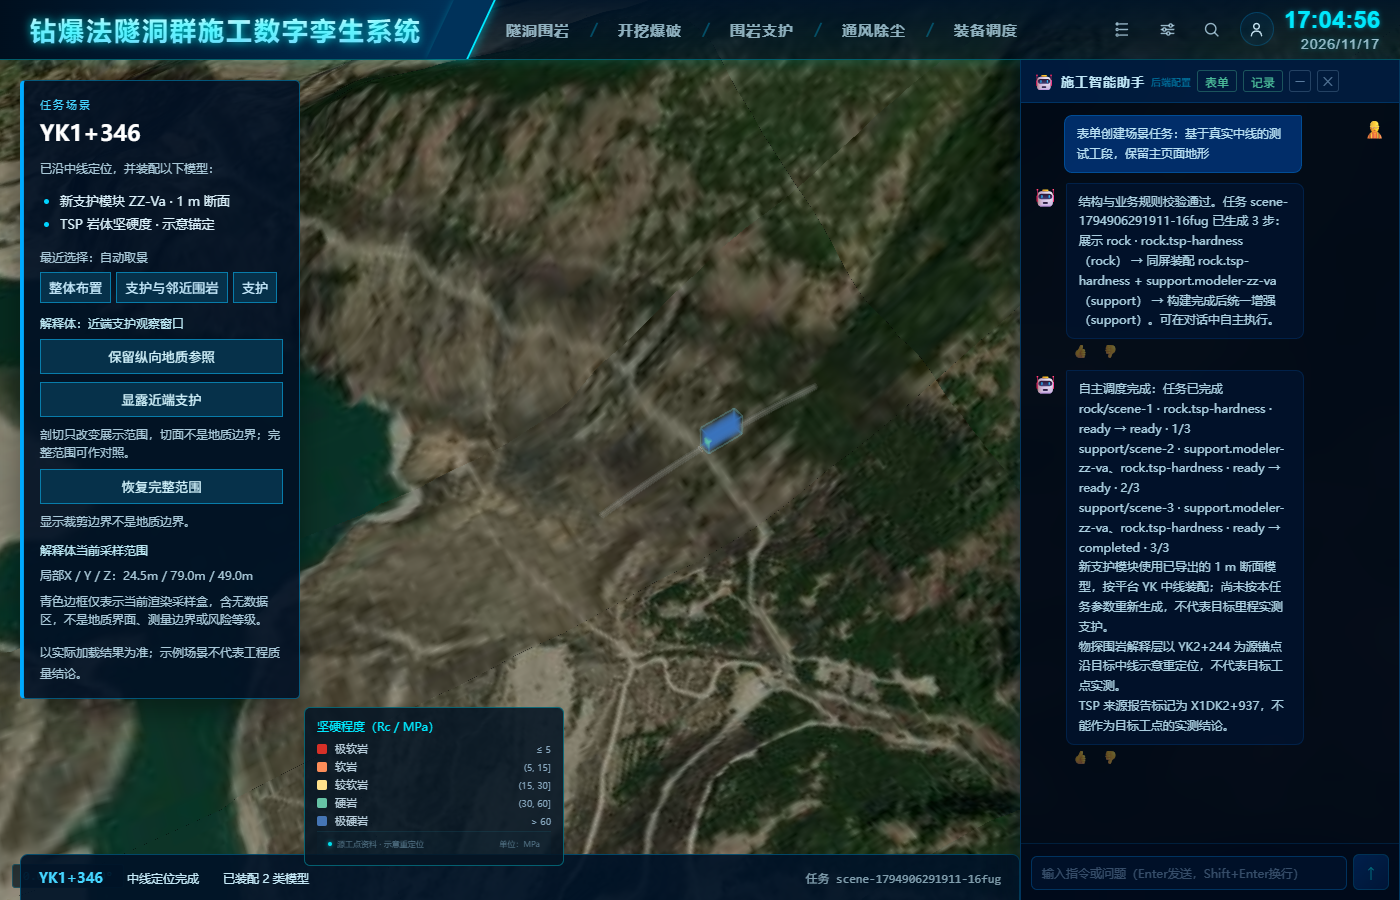 钻爆法隧洞群施工数字孪生系统
隧洞围岩 / 开挖爆破 / 围岩支护 / 通风除尘 / 装备调度
17:04:56
2026/11/17
任务场景
YK1+346
已沿中线定位，并装配以下模型：
新支护模块 ZZ-Va · 1 m 断面
TSP 岩体坚硬度 · 示意锚定
最近选择：自动取景
整体布置 支护与邻近围岩 支护
解释体：近端支护观察窗口
保留纵向地质参照
显露近端支护
剖切只改变展示范围，切面不是地质边界；完
整范围可作对照。
恢复完整范围
显示裁剪边界不是地质边界。
解释体当前采样范围
局部X / Y / Z：24.5m / 79.0m / 49.0m
青色边框仅表示当前渲染采样盒，含无数据
区，不是地质界面、测量边界或风险等级。
以实际加载结果为准；示例场景不代表工程质
量结论。
坚硬程度（Rc / MPa）
极软岩 ≤ 5
软岩 (5, 15]
较软岩 (15, 30]
硬岩 (30, 60]
极硬岩 > 60
源工点资料 · 示意重定位 单位：MPa
YK1+346 中线定位完成 已装配 2 类模型
任务 scene-1794906291911-16fug
施工智能助手 后端配置 表单 记录
表单创建场景任务：基于真实中线的测
试工段，保留主页面地形
结构与业务规则校验通过。任务 scene-
1794906291911-16fug 已生成 3 步：
展示 rock · rock.tsp-hardness
（rock） → 同屏装配 rock.tsp-
hardness + support.modeler-zz-va
（support） → 构建完成后统一增强
（support）。可在对话中自主执行。
自主调度完成：任务已完成
rock/scene-1 · rock.tsp-hardness ·
ready → ready · 1/3
support/scene-2 · support.modeler-
zz-va、rock.tsp-hardness · ready →
ready · 2/3
support/scene-3 · support.modeler-
zz-va、rock.tsp-hardness · ready →
completed · 3/3
新支护模块使用已导出的 1 m 断面模
型，按平台 YK 中线装配；尚未按本任
务参数重新生成，不代表目标里程实测
支护。
物探围岩解释层以 YK2+244 为源锚点
沿目标中线示意重定位，不代表目标工
点实测。
TSP 来源报告标记为 X1DK2+937，不
能作为目标工点的实测结论。
输入指令或问题（Enter发送，Shift+Enter换行）